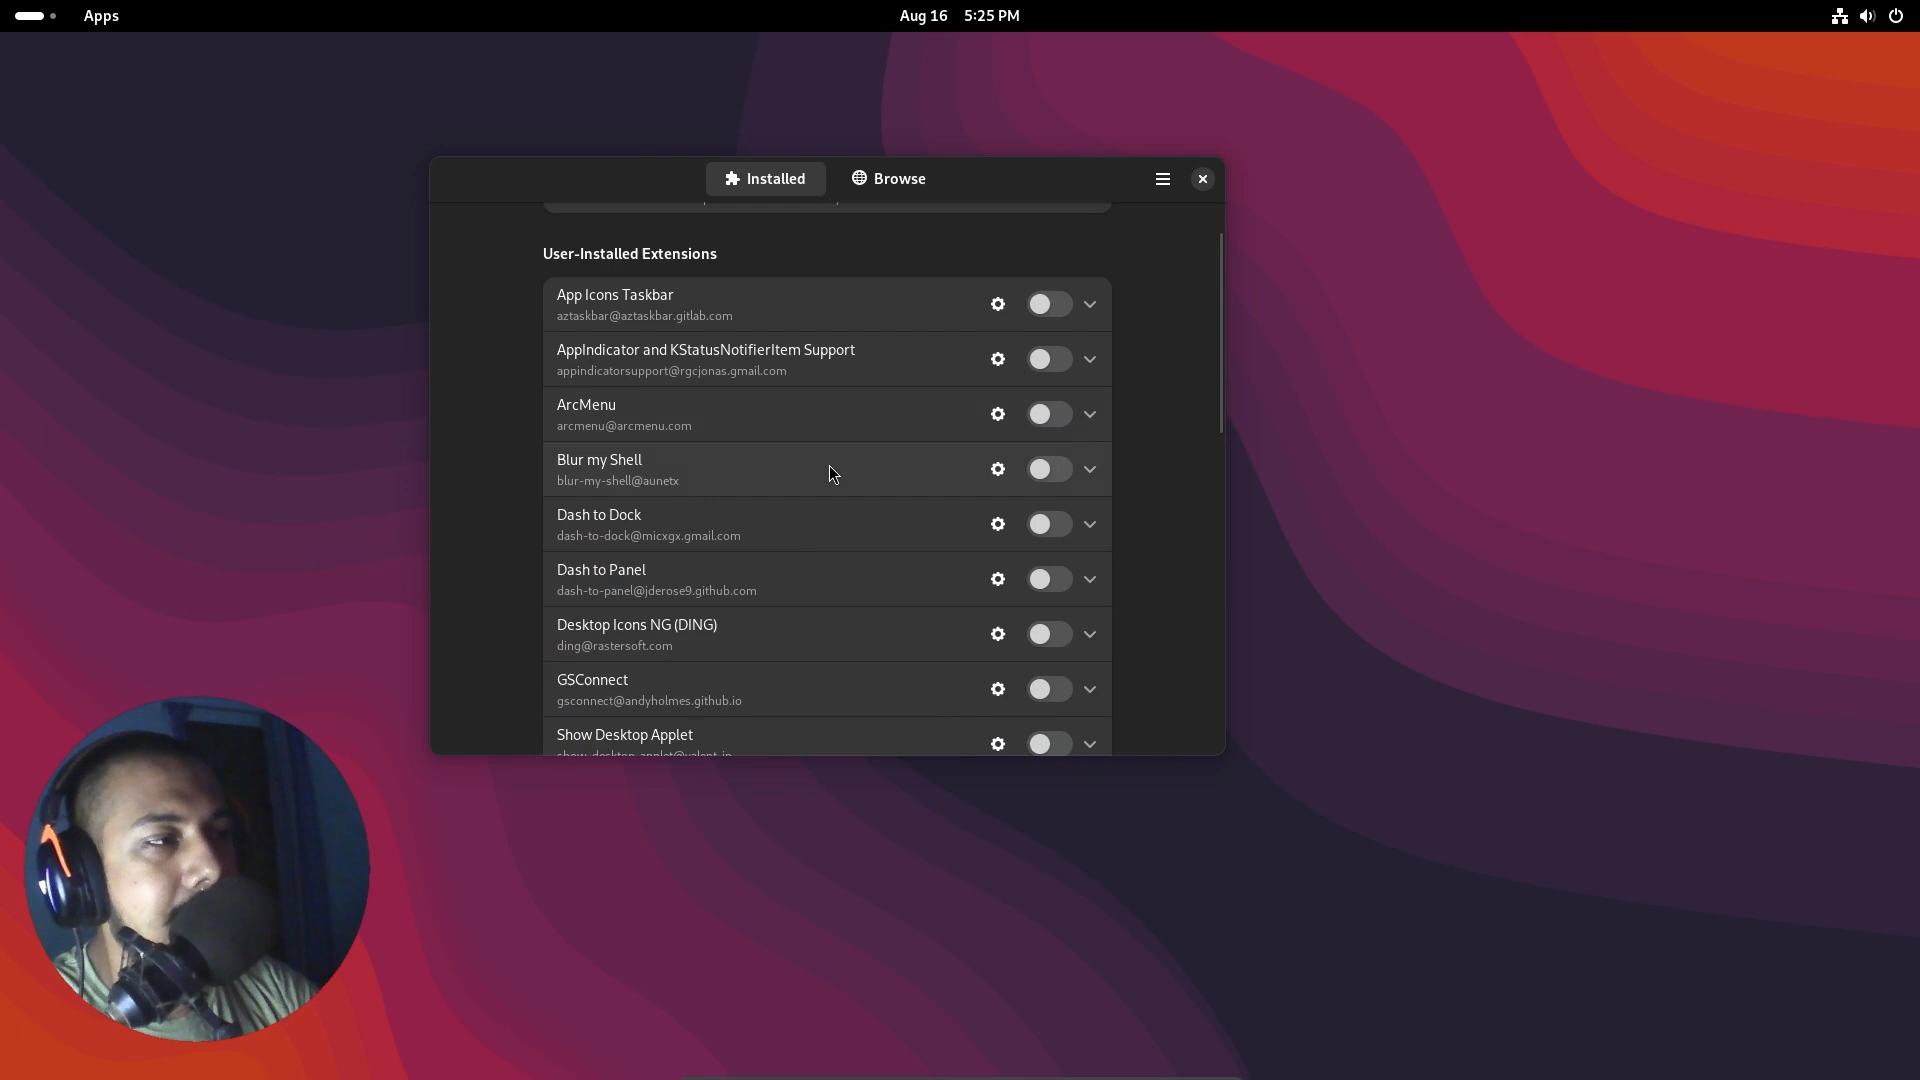 Apps
Aug 16 5:25 PM
Installed
Browse
User-Installed Extensions
App Icons Taskbar
aztaskbar@aztaskbar.gitlab.com
AppIndicator and KStatusNotifierItem Support
appindicatorsupport@rgcjonas.gmail.com
ArcMenu
arcmenu@arcmenu.com
Blur my Shell
blur-my-shell@aunetx
Dash to Dock
dash-to-dock@micxgx.gmail.com
Dash to Panel
dash-to-panel@jderose9.github.com
Desktop Icons NG (DING)
ding@rastersoft.com
GSConnect
gsconnect@andyholmes.github.io
Show Desktop Applet